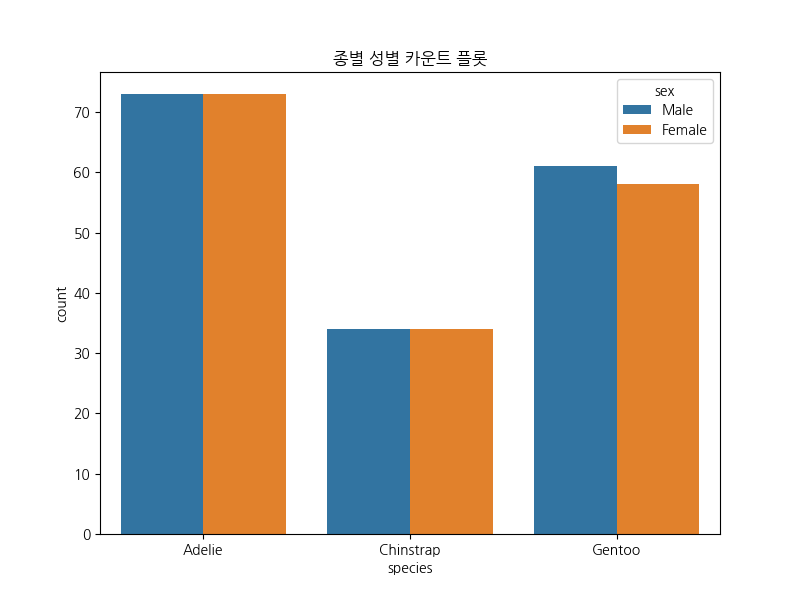 종별 성별 카운트 플롯
sex
Male
Female
70
60
50
40
30
20
10
0
count
Adelie
Chinstrap
Gentoo
species